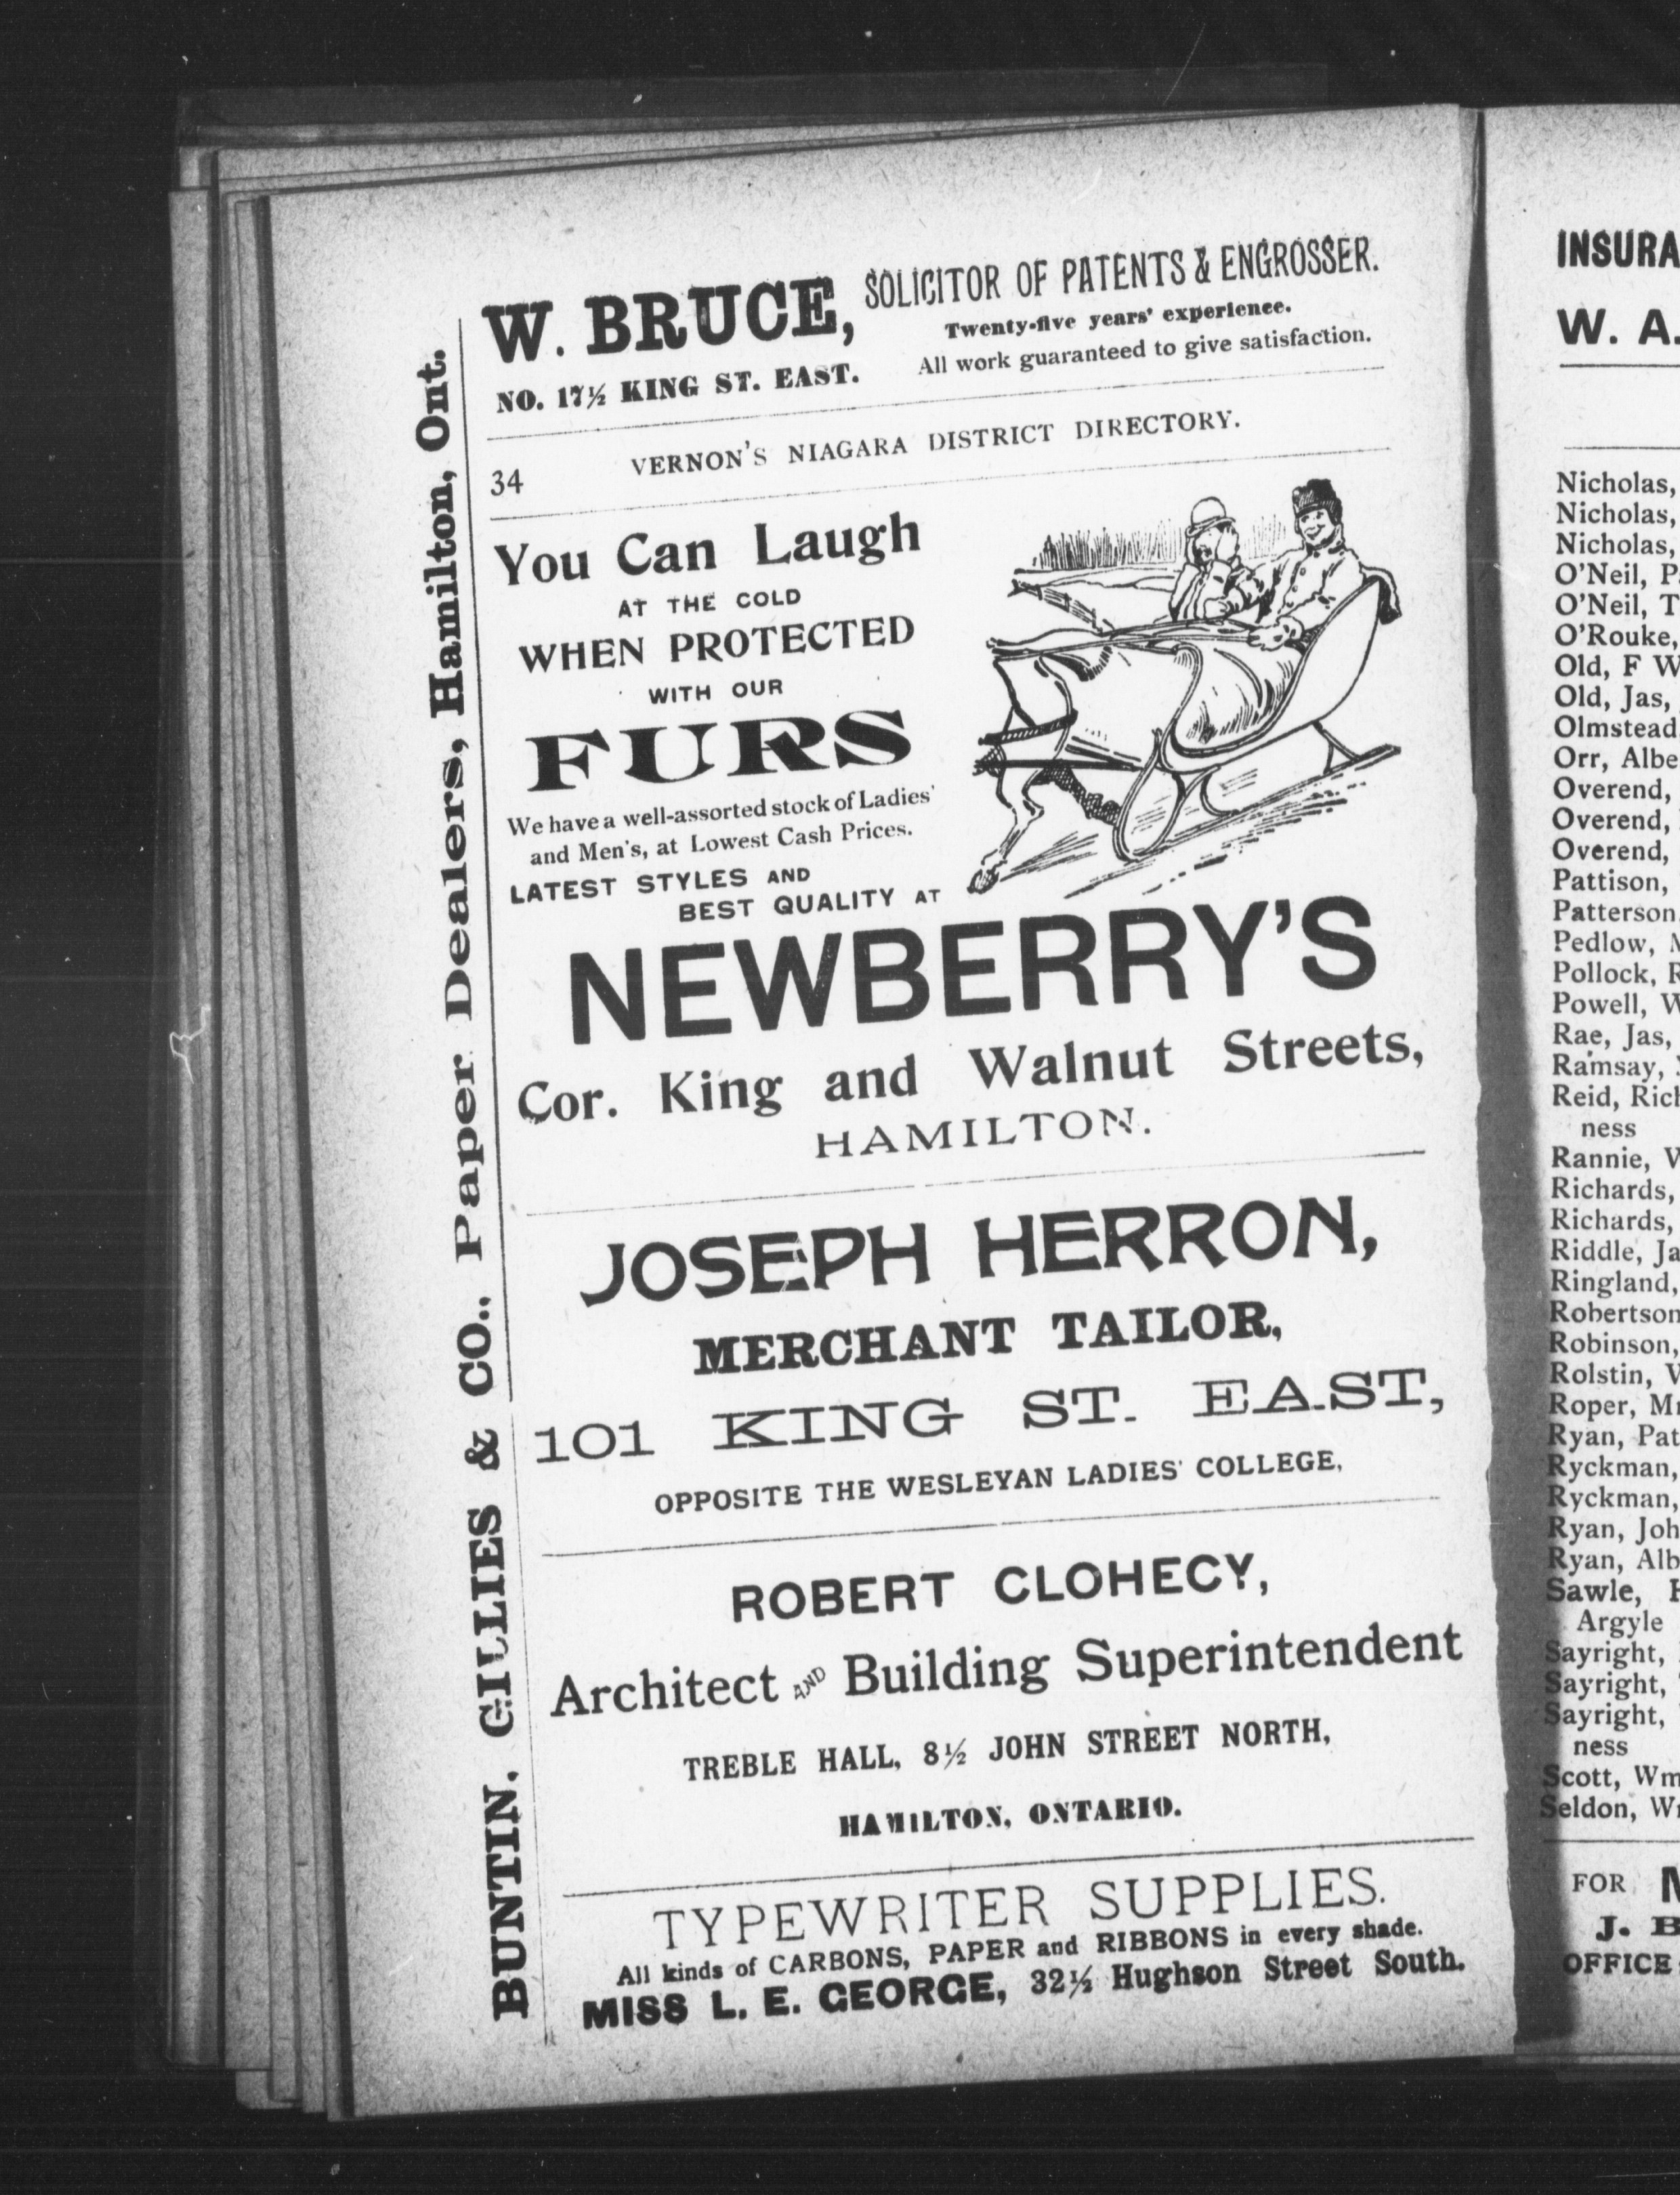 W. BRUCE, SOLICITOR OF PATENTS & ENGROSSER.
Twenty-five years' experience.
NO. 17½ KING ST. EAST. All work guaranteed to give satisfaction.
34 VERNON'S NIAGARA DISTRICT DIRECTORY.
You Can Laugh
AT THE COLD
WHEN PROTECTED
WITH OUR
FURS
We have a well-assorted stock of Ladies'
and Men's, at Lowest Cash Prices.
LATEST STYLES AND
BEST QUALITY AT
NEWBERRY'S
Cor. King and Walnut Streets,
HAMILTON.
JOSEPH HERRON,
MERCHANT TAILOR,
101 KING ST. EAST,
OPPOSITE THE WESLEYAN LADIES' COLLEGE,
ROBERT CLOHECY,
Architect AND Building Superintendent
TREBLE HALL, 8½ JOHN STREET NORTH,
HAMILTON, ONTARIO.
TYPEWRITER SUPPLIES.
All kinds of CARBONS, PAPER and RIBBONS in every shade.
MISS L. E. GEORGE, 32½ Hughson Street South.
BUNTIN, GILLIES & CO., Paper Dealers, Hamilton, Ont.
INSURA
W. A.
Nicholas,
Nicholas,
Nicholas,
O'Neil, P
O'Neil, T
O'Rouke,
Old, F W
Old, Jas,
Olmstead
Orr, Albe
Overend,
Overend,
Overend,
Pattison,
Patterson
Pedlow, M
Pollock, R
Powell, W
Rae, Jas,
Ramsay,
Reid, Rich
ness
Rannie, W
Richards,
Richards,
Riddle, Ja
Ringland,
Robertson
Robinson,
Rolstin, W
Roper, Mr
Ryan, Pat
Ryckman,
Ryckman,
Ryan, Joh
Ryan, Alb
Sawle, H
Argyle
Sayright,
Sayright,
Sayright,
ness
Scott, Wm
Seldon, W
FOR
J. B
OFFICE